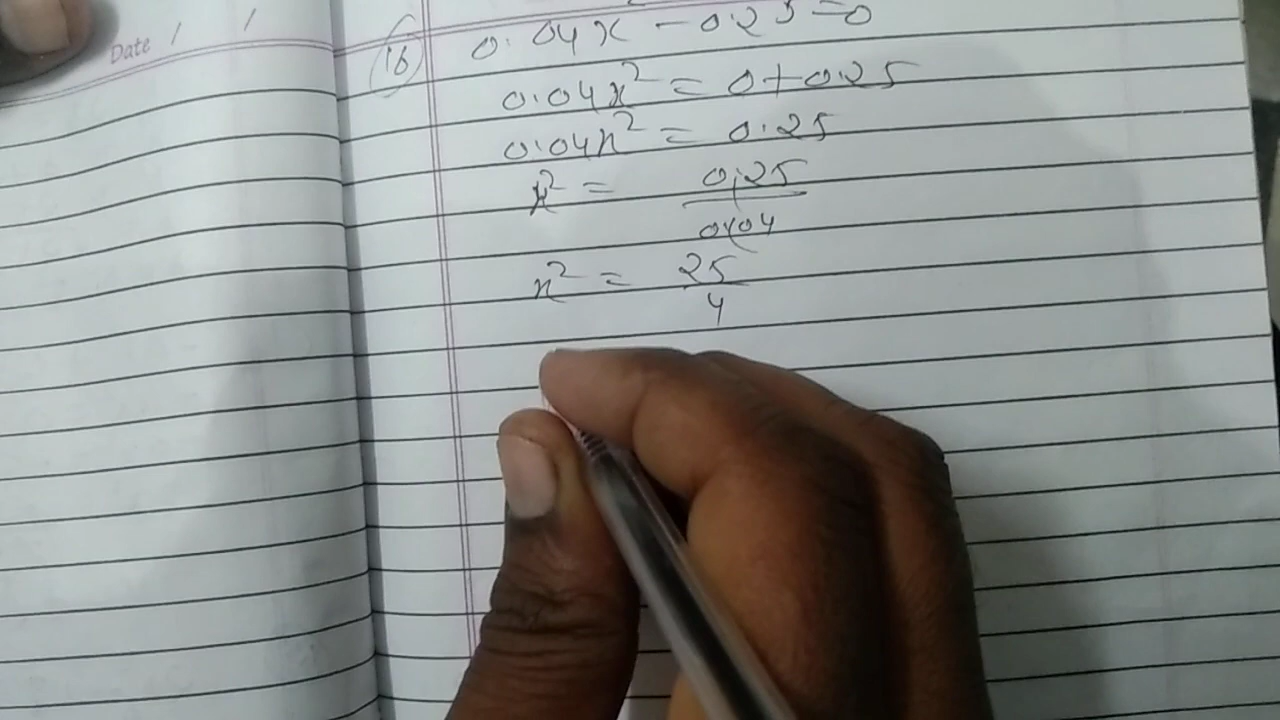 Date / /
(16) 0.04x² - 0.25 = 0
0.04x² = 0 + 0.25
0.04x² = 0.25
x² = 0.25/0.04
x² = 25/4